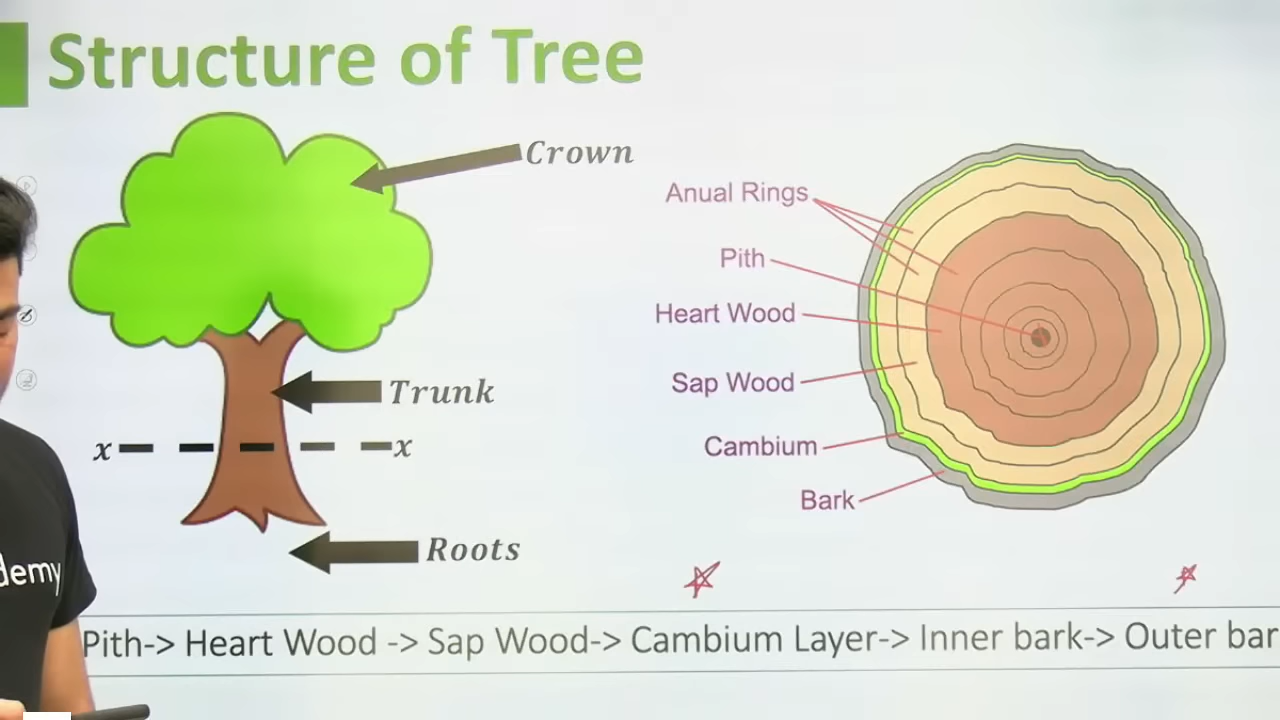 Structure of Tree
Crown
Trunk
x x
Roots
Anual Rings
Pith
Heart Wood
Sap Wood
Cambium
Bark
demy
Pith-> Heart Wood -> Sap Wood-> Cambium Layer-> Inner bark-> Outer bar